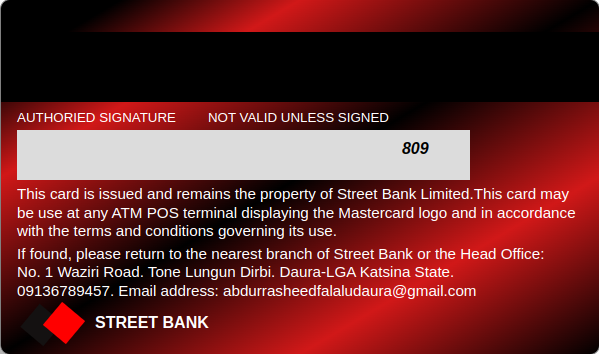 AUTHORIED SIGNATURE NOT VALID UNLESS SIGNED
809
This card is issued and remains the property of Street Bank Limited.This card may
be use at any ATM POS terminal displaying the Mastercard logo and in accordance
with the terms and conditions governing its use.
If found, please return to the nearest branch of Street Bank or the Head Office:
No. 1 Waziri Road. Tone Lungun Dirbi. Daura-LGA Katsina State.
09136789457. Email address: abdurrasheedfalaludaura@gmail.com
STREET BANK